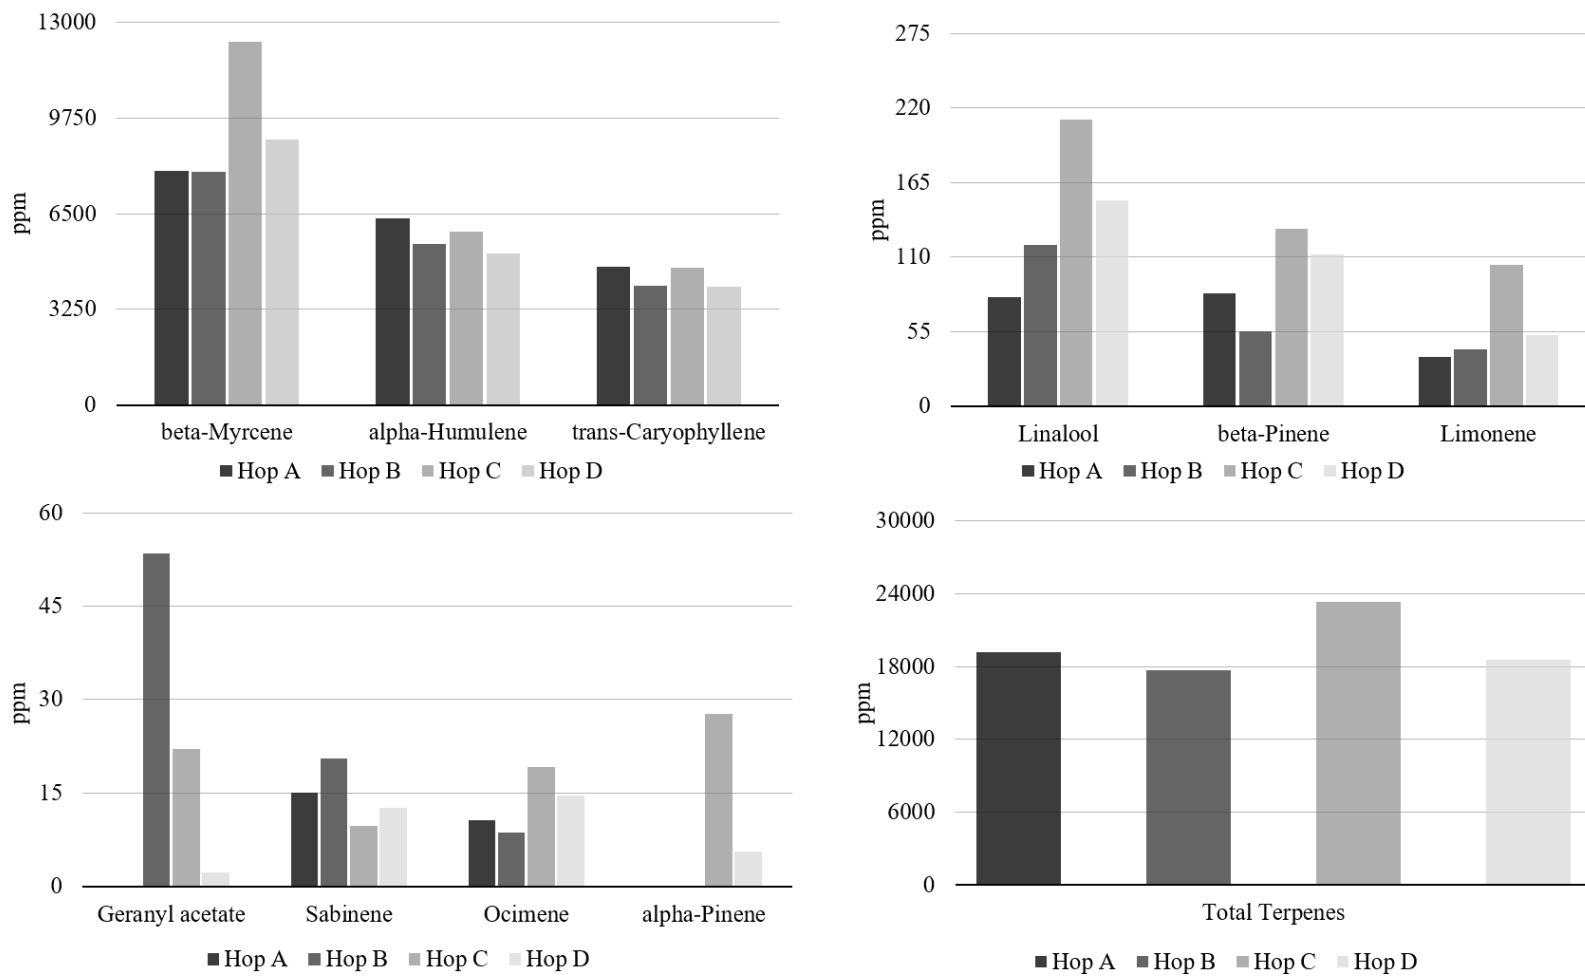 13000
9750
6500
3250
0
ppm
beta-Myrcene alpha-Humulene trans-Caryophyllene
Hop A Hop B Hop C Hop D
275
220
165
110
55
0
ppm
Linalool beta-Pinene Limonene
Hop A Hop B Hop C Hop D
60
45
30
15
0
ppm
Geranyl acetate Sabinene Ocimene alpha-Pinene
Hop A Hop B Hop C Hop D
30000
24000
18000
12000
6000
0
ppm
Total Terpenes
Hop A Hop B Hop C Hop D